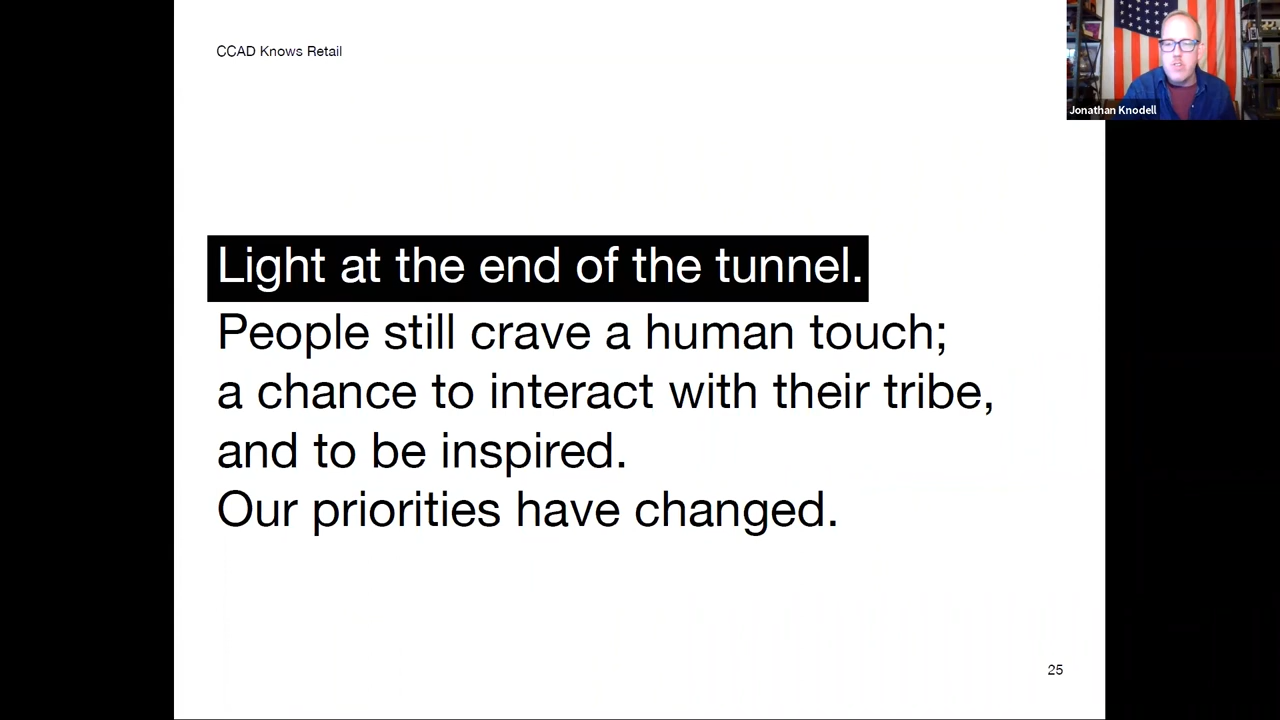 CCAD Knows Retail
Jonathan Knodell
Light at the end of the tunnel.
People still crave a human touch;
a chance to interact with their tribe,
and to be inspired.
Our priorities have changed.
25